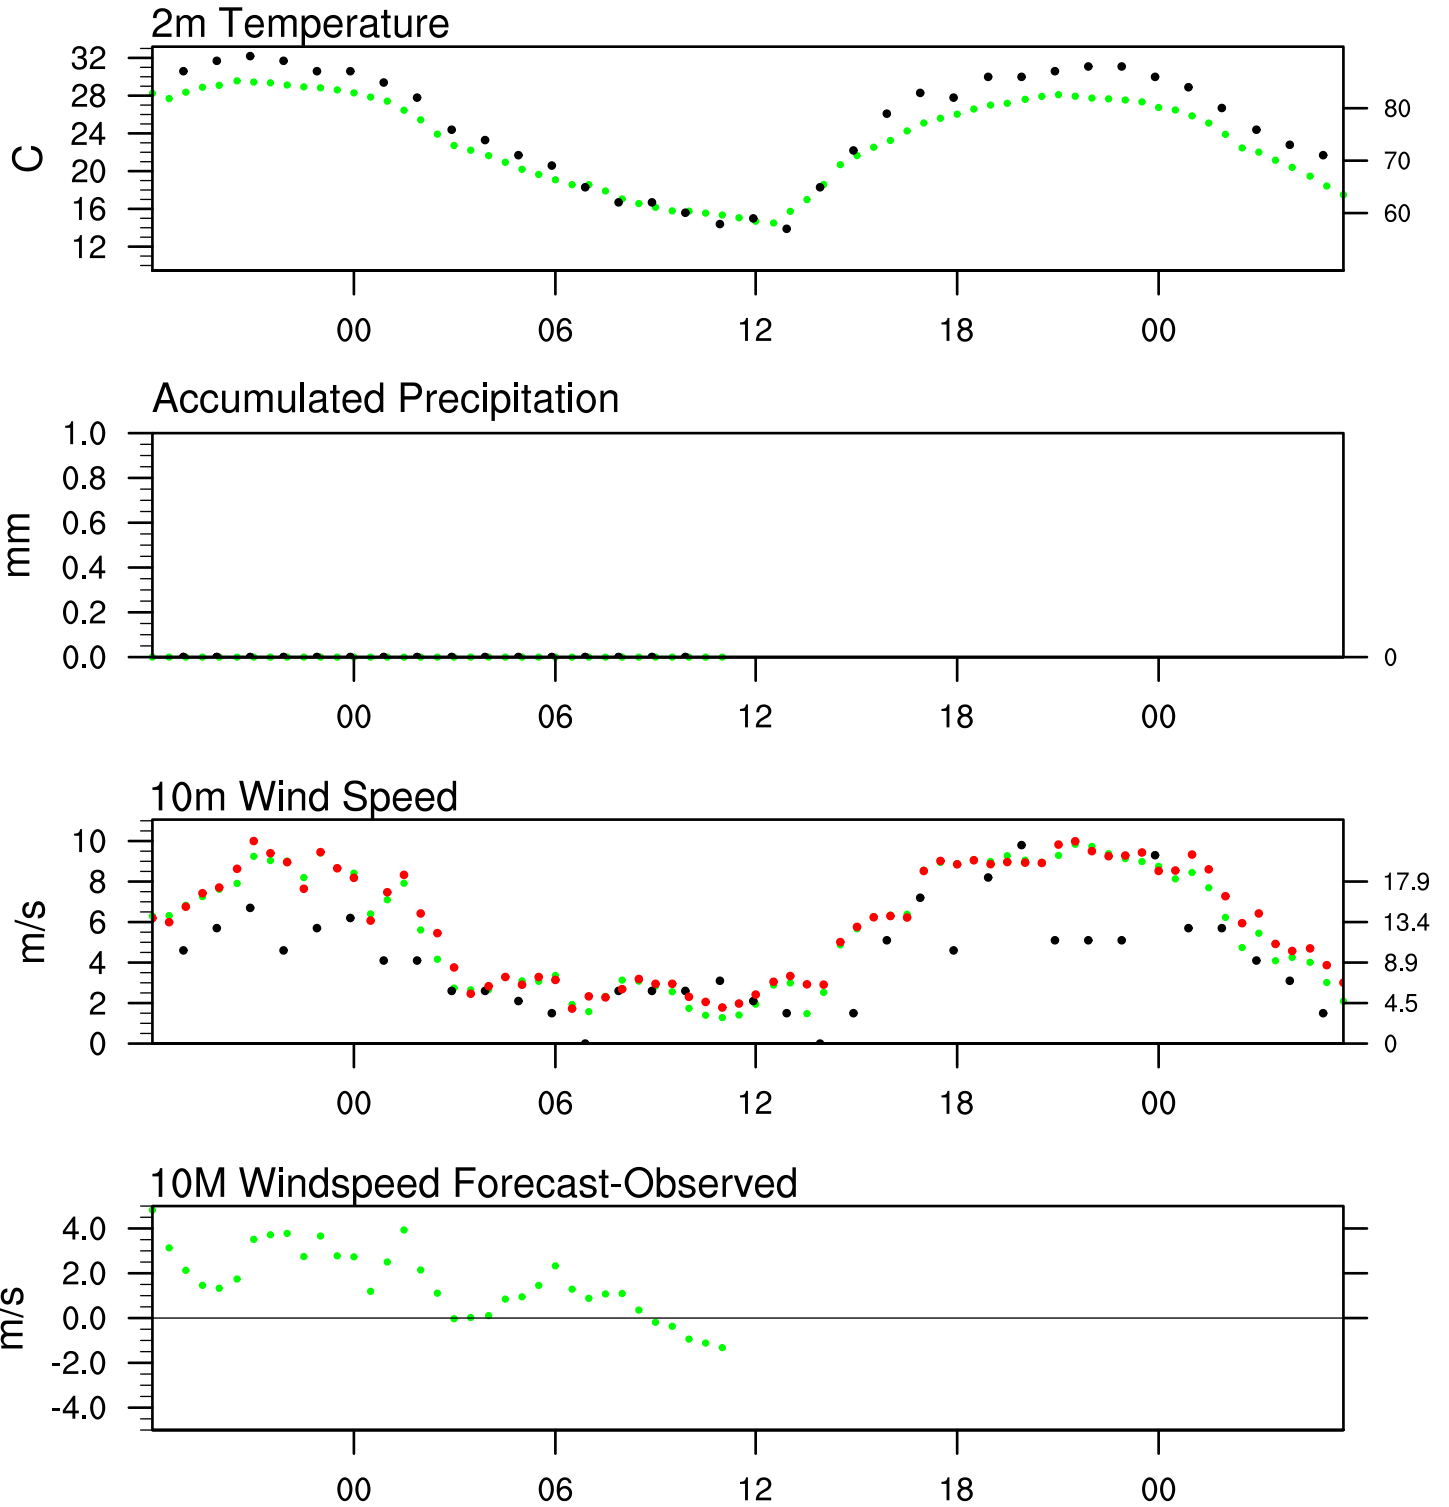 2m Temperature
32
28
24
20
16
12
C
80
70
60
00 06 12 18 00
Accumulated Precipitation
1.0
0.8
0.6
0.4
0.2
0.0
mm
0
00 06 12 18 00
10m Wind Speed
10
8
6
4
2
0
m/s
17.9
13.4
8.9
4.5
0
00 06 12 18 00
10M Windspeed Forecast-Observed
4.0
2.0
0.0
-2.0
-4.0
m/s
00 06 12 18 00